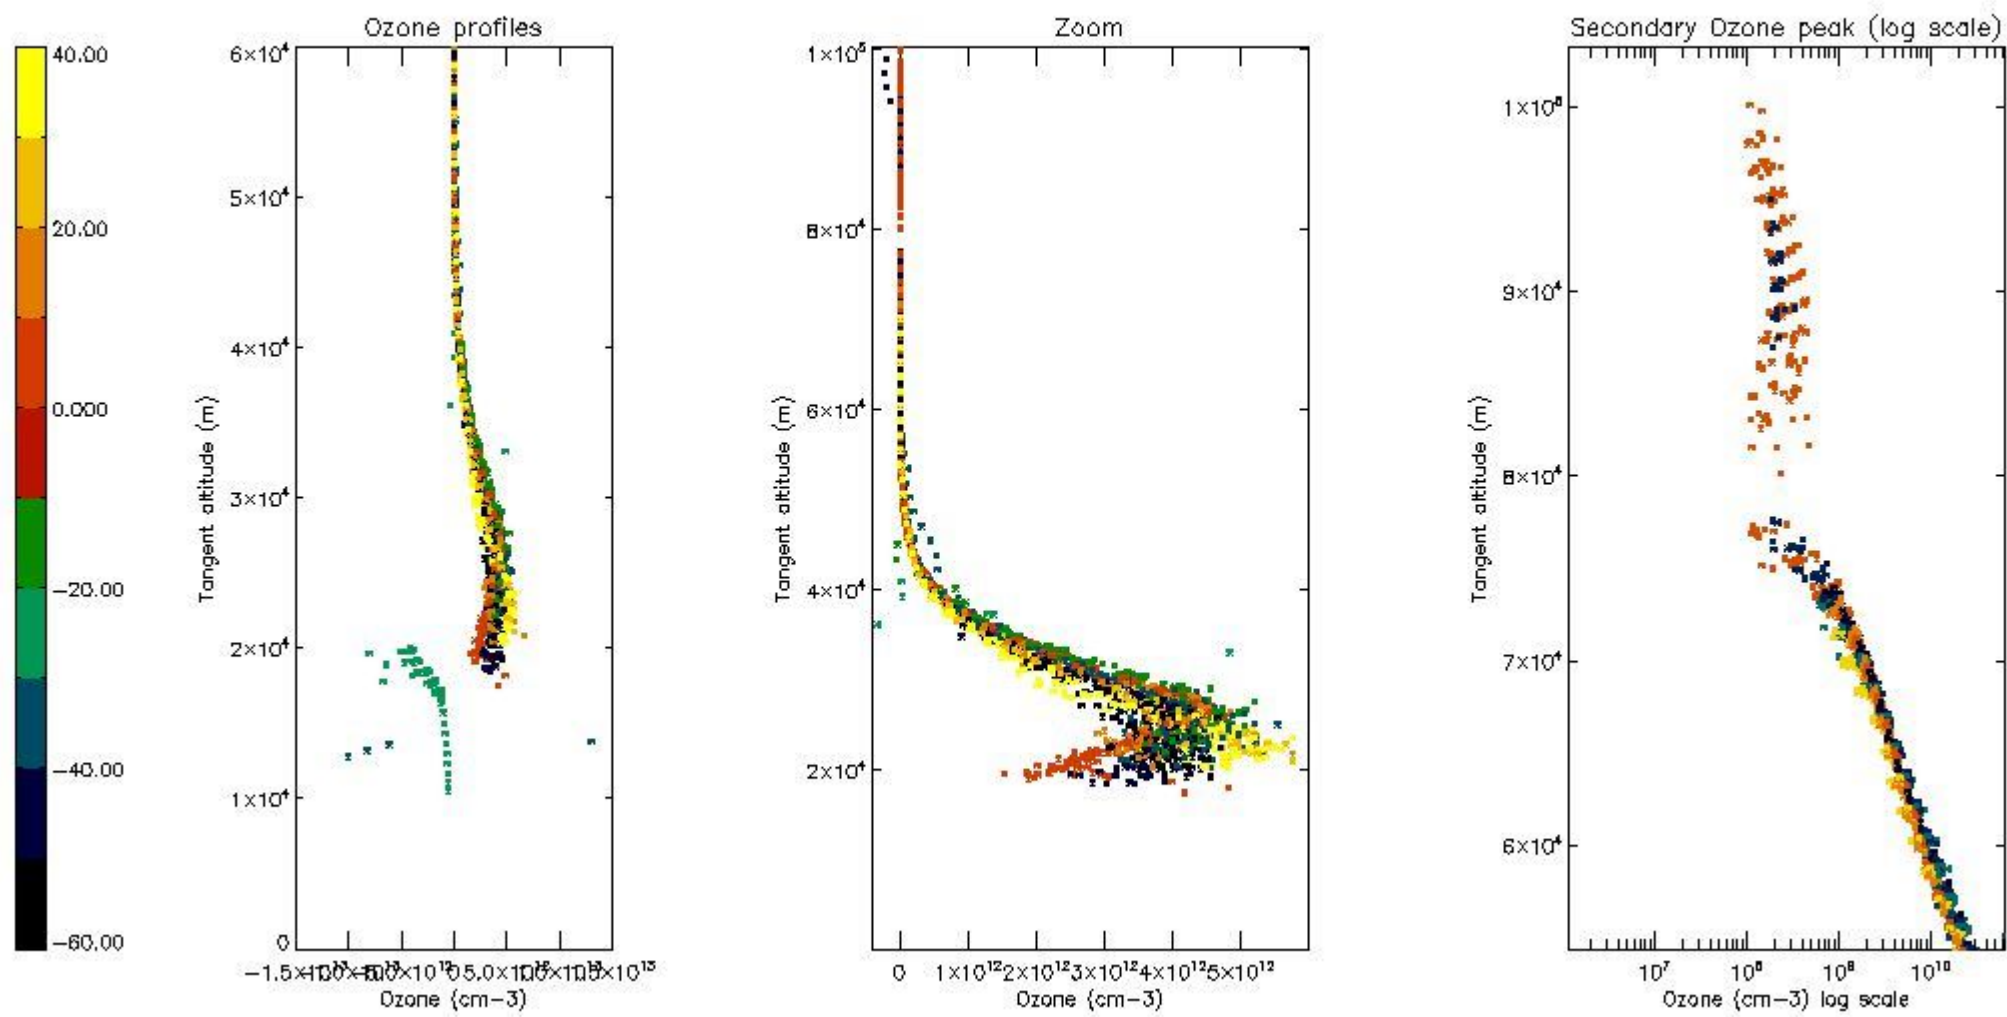 Ozone profiles
Zoom
Secondary Ozone peak (log scale)
40.00
20.00
0.000
−20.00
−40.00
−60.00
6×10⁴
5×10⁴
4×10⁴
3×10⁴
2×10⁴
1×10⁴
0
Tangent altitude (m)
5.0×10¹²
Ozone (cm−3)
1×10⁵
8×10⁴
6×10⁴
4×10⁴
2×10⁴
Tangent altitude (m)
0 1×10¹² 2×10¹² 3×10¹² 4×10¹² 5×10¹²
Ozone (cm−3)
9×10⁴
8×10⁴
7×10⁴
6×10⁴
Tangent altitude (m)
10⁷ 10⁸ 10⁹ 10¹⁰
Ozone (cm−3) log scale